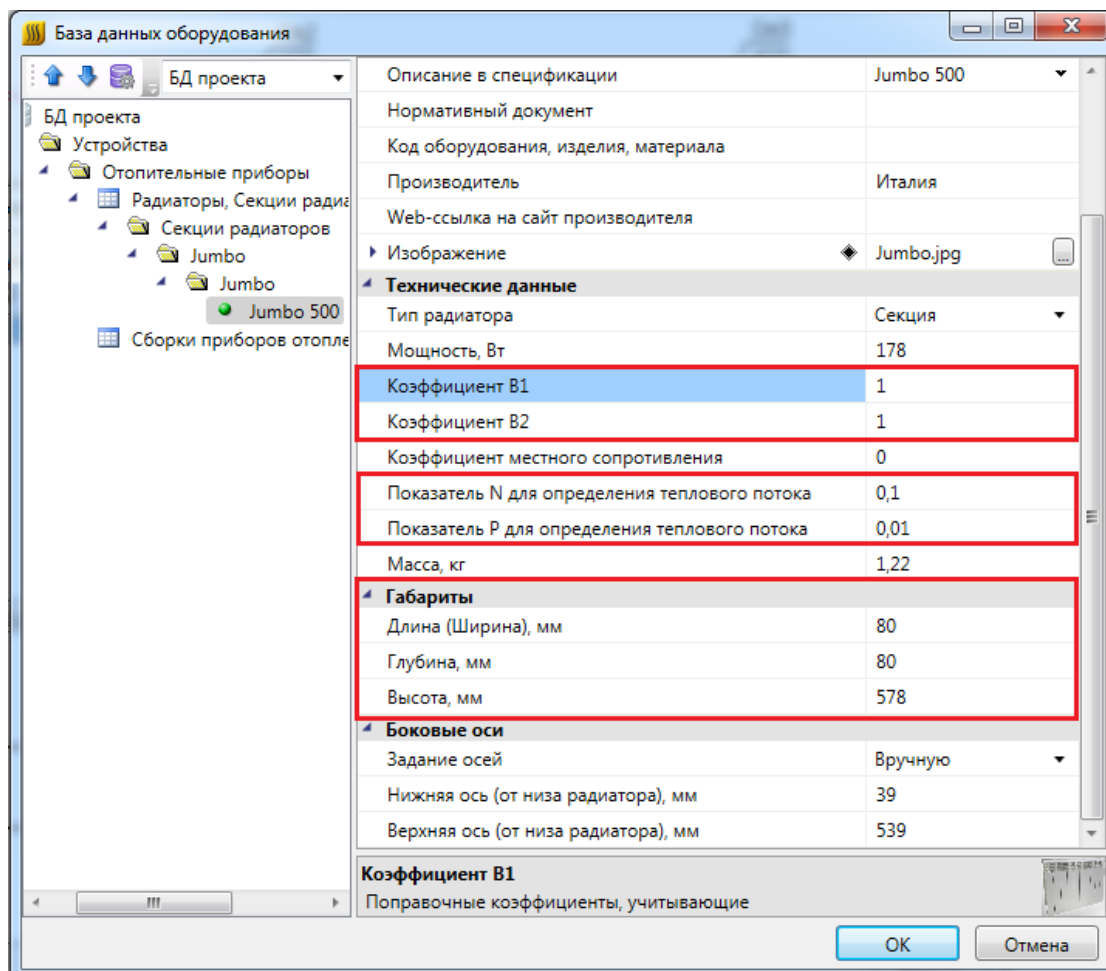 База данных оборудования
БД проекта
БД проекта
Устройства
Отопительные приборы
Радиаторы, Секции радиа
Секции радиаторов
Jumbo
Jumbo
Jumbo 500
Сборки приборов отопле
Описание в спецификации Jumbo 500
Нормативный документ
Код оборудования, изделия, материала
Производитель Италия
Web-ссылка на сайт производителя
Изображение Jumbo.jpg ...
Технические данные
Тип радиатора Секция
Мощность, Вт 178
Коэффициент B1 1
Коэффициент B2 1
Коэффициент местного сопротивления 0
Показатель N для определения теплового потока 0,1
Показатель P для определения теплового потока 0,01
Масса, кг 1,22
Габариты
Длина (Ширина), мм 80
Глубина, мм 80
Высота, мм 578
Боковые оси
Задание осей Вручную
Нижняя ось (от низа радиатора), мм 39
Верхняя ось (от низа радиатора), мм 539
Коэффициент B1
Поправочные коэффициенты, учитывающие
OK Отмена